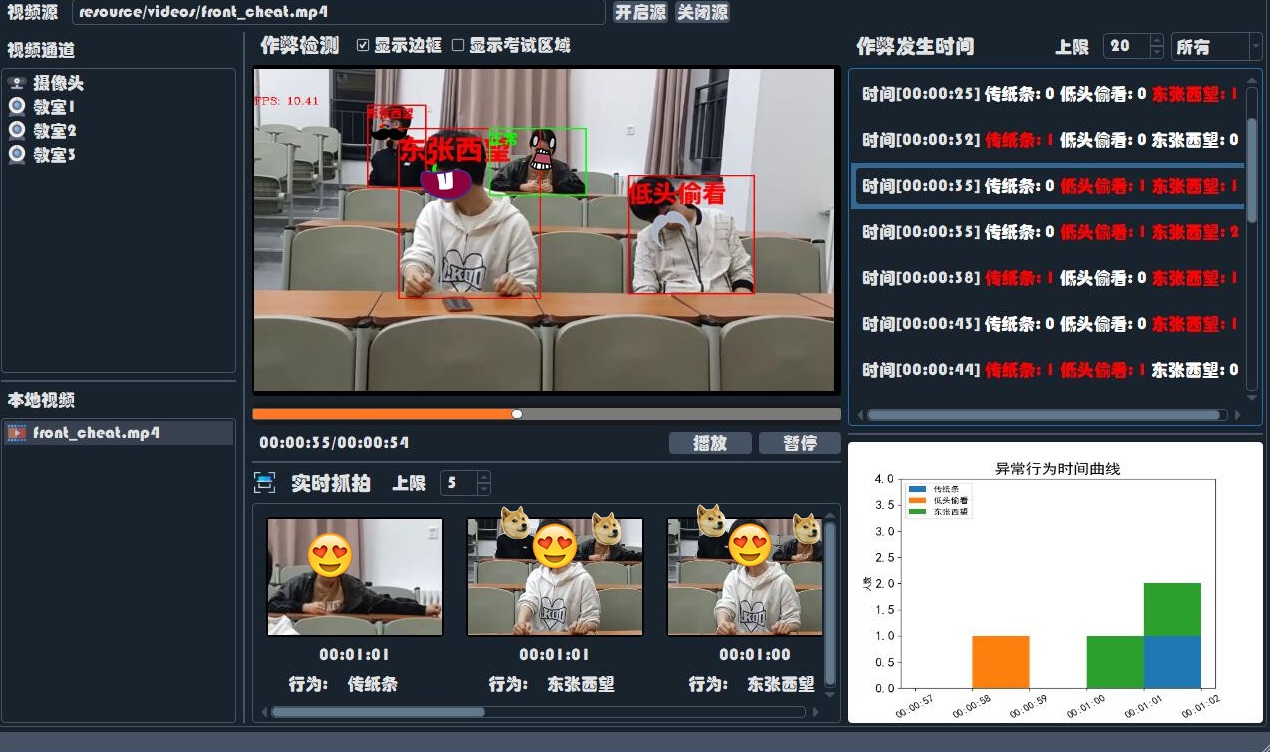 视频源 resource/videos/front_cheat.mp4 开启源 关闭源
视频通道
摄像头
教室1
教室2
教室3
本地视频
front_cheat.mp4
作弊检测 显示边框 显示考试区域
FPS: 10.41
东张西望
东张西望
正常
低头偷看
00:00:35/00:00:54 播放 暂停
实时抓拍 上限 5
00:01:01
行为: 传纸条
00:01:01
行为: 东张西望
00:01:00
行为: 东张西望
作弊发生时间 上限 20 所有
时间[00:00:25] 传纸条: 0 低头偷看: 0 东张西望: 1
时间[00:00:32] 传纸条: 1 低头偷看: 0 东张西望: 0
时间[00:00:35] 传纸条: 0 低头偷看: 1 东张西望: 1
时间[00:00:35] 传纸条: 0 低头偷看: 1 东张西望: 2
时间[00:00:38] 传纸条: 1 低头偷看: 0 东张西望: 1
时间[00:00:43] 传纸条: 0 低头偷看: 0 东张西望: 1
时间[00:00:44] 传纸条: 1 低头偷看: 1 东张西望: 0
异常行为时间曲线
传纸条
低头偷看
东张西望
人数
4.0
3.5
3.0
2.5
2.0
1.5
1.0
0.5
0.0
00:00:57 00:00:58 00:00:59 00:01:00 00:01:01 00:01:02